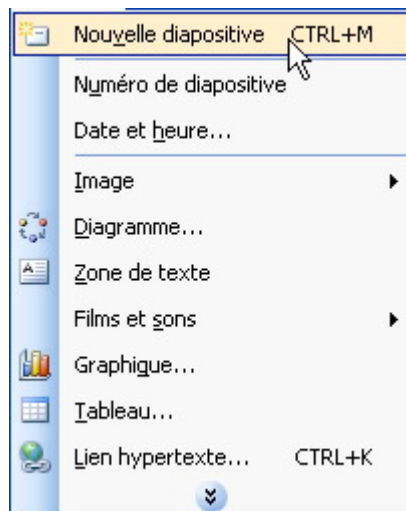 Nouvelle diapositive CTRL+M
Numéro de diapositive
Date et heure...
Image
Diagramme...
Zone de texte
Films et sons
Graphique...
Tableau...
Lien hypertexte... CTRL+K